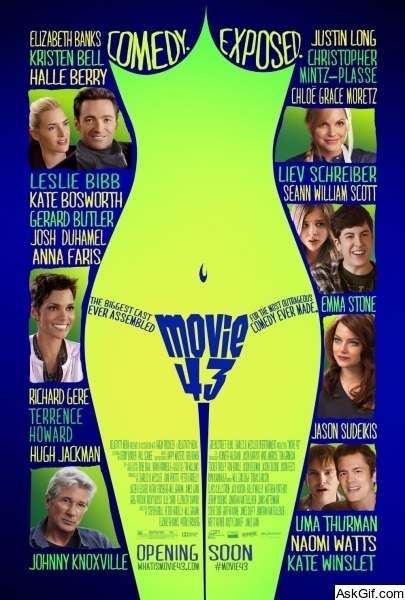 ELIZABETH BANKS
KRISTEN BELL
HALLE BERRY
COMEDY. EXPOSED.
JUSTIN LONG
CHRISTOPHER
MINTZ-PLASSE
CHLOË GRACE MORETZ
LESLIE BIBB
KATE BOSWORTH
GERARD BUTLER
JOSH DUHAMEL
ANNA FARIS
LIEV SCHREIBER
SEANN WILLIAM SCOTT
EMMA STONE
THE BIGGEST CAST
EVER ASSEMBLED
FOR THE MOST OUTRAGEOUS
COMEDY EVER MADE.
MOVIE
43
RICHARD GERE
TERRENCE
HOWARD
HUGH JACKMAN
JASON SUDEIKIS
JOHNNY KNOXVILLE
UMA THURMAN
NAOMI WATTS
KATE WINSLET
OPENING SOON
WHATISMOVIE43.COM #MOVIE43
AskGif.com